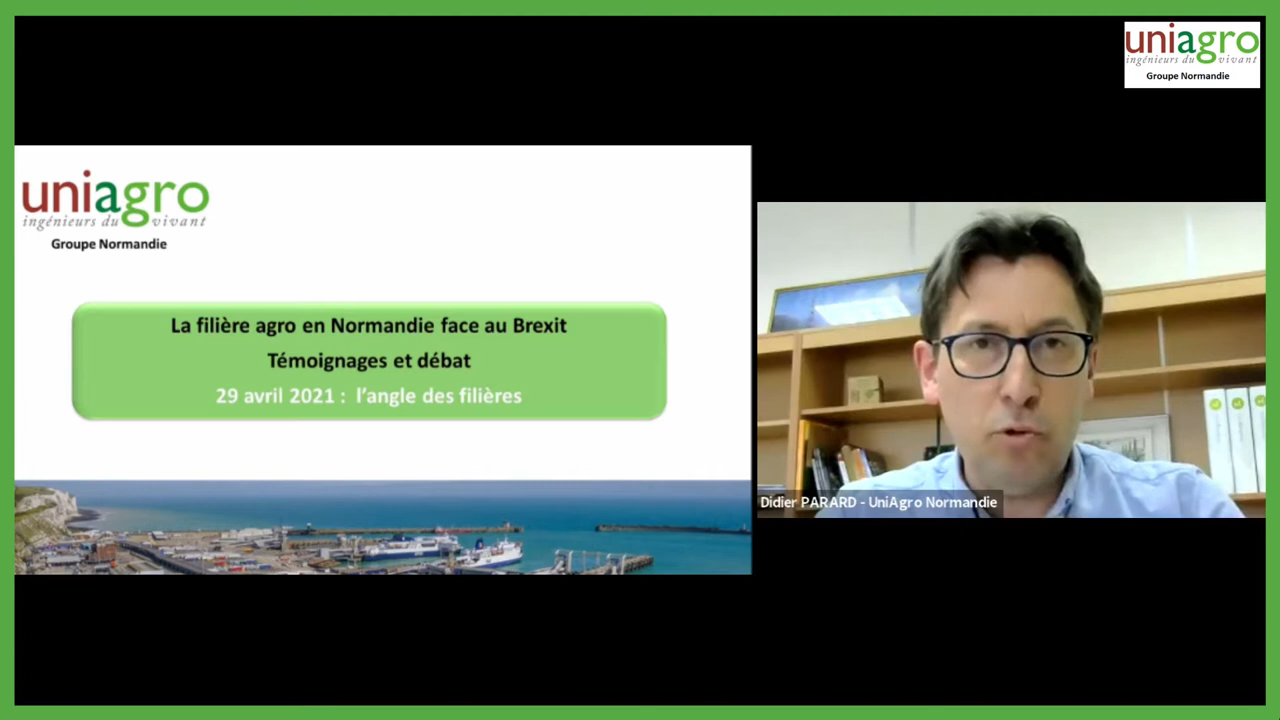 uniagro
ingénieurs du vivant
Groupe Normandie
uniagro
ingénieurs du vivant
Groupe Normandie
La filière agro en Normandie face au Brexit
Témoignages et débat
29 avril 2021 : l'angle des filières
Didier PARARD - UniAgro Normandie